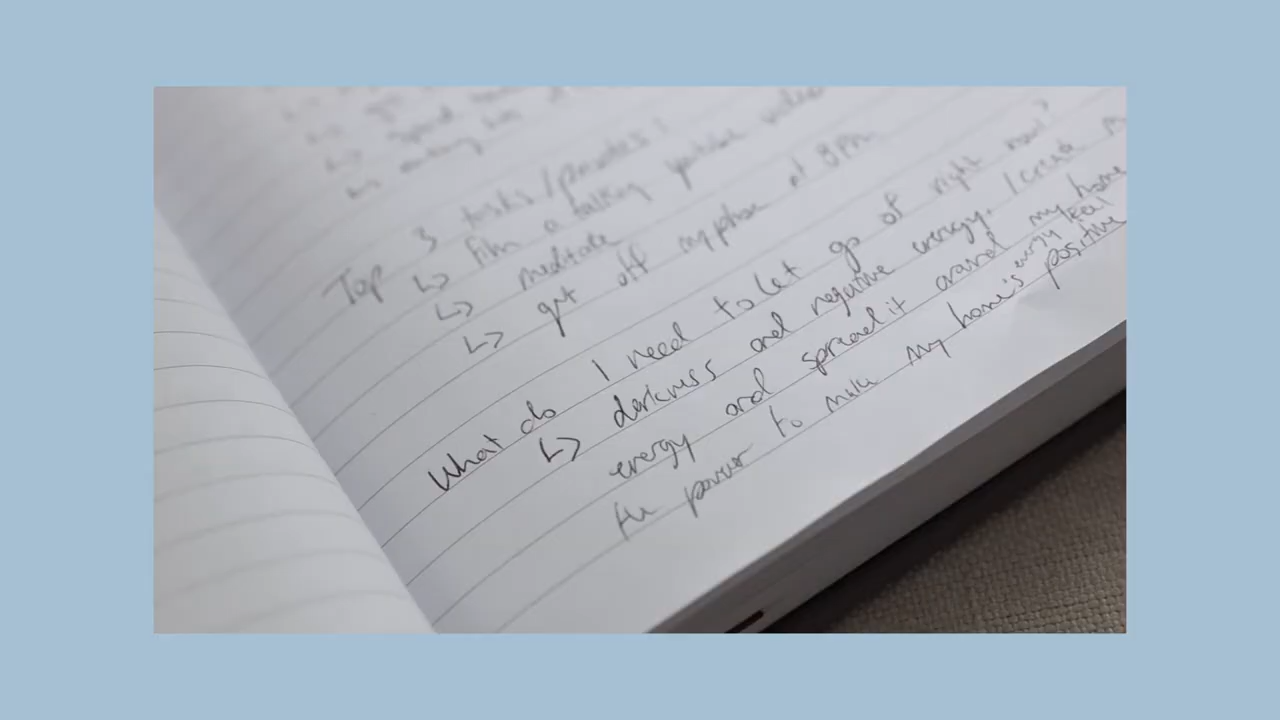 ↳ spend
Top 3 tasks/priorities:
↳ film a talking youtube video
↳ meditate
↳ get off my phone at 8PM
What do I need to let go of right now?
↳ darkness and negative energy. I create
energy and spread it around my home
the power to make my home's energy feel positive